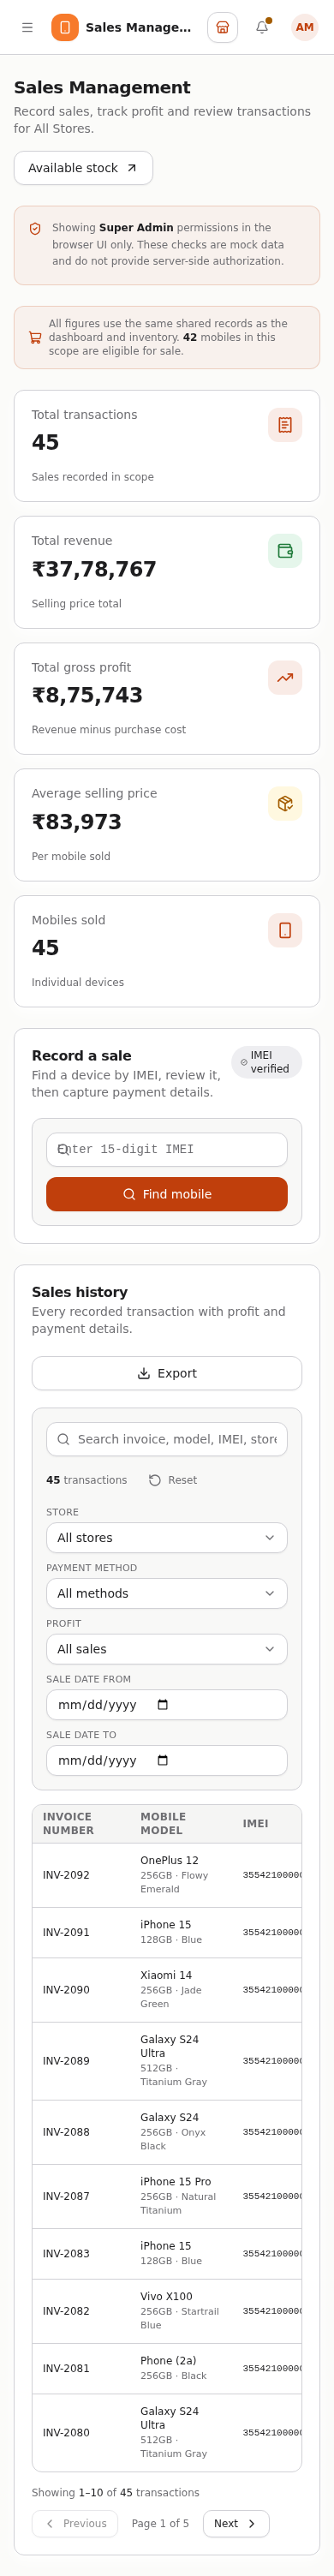 Sales Manage...
AM
Sales Management
Record sales, track profit and review transactions
for All Stores.
Available stock
Showing Super Admin permissions in the
browser UI only. These checks are mock data
and do not provide server-side authorization.
All figures use the same shared records as the
dashboard and inventory. 42 mobiles in this
scope are eligible for sale.
Total transactions
45
Sales recorded in scope
Total revenue
₹37,78,767
Selling price total
Total gross profit
₹8,75,743
Revenue minus purchase cost
Average selling price
₹83,973
Per mobile sold
Mobiles sold
45
Individual devices
Record a sale
Find a device by IMEI, review it,
then capture payment details.
IMEI
verified
Enter 15-digit IMEI
Find mobile
Sales history
Every recorded transaction with profit and
payment details.
Export
Search invoice, model, IMEI, store
45 transactions
Reset
STORE
All stores
PAYMENT METHOD
All methods
PROFIT
All sales
SALE DATE FROM
mm/dd/yyyy
SALE DATE TO
mm/dd/yyyy
INVOICE
NUMBER
MOBILE
MODEL
IMEI
INV-2092
OnePlus 12
256GB · Flowy
Emerald
35542100000
INV-2091
iPhone 15
128GB · Blue
35542100000
INV-2090
Xiaomi 14
256GB · Jade
Green
35542100000
INV-2089
Galaxy S24
Ultra
512GB ·
Titanium Gray
35542100000
INV-2088
Galaxy S24
256GB · Onyx
Black
35542100000
INV-2087
iPhone 15 Pro
256GB · Natural
Titanium
35542100000
INV-2083
iPhone 15
128GB · Blue
35542100000
INV-2082
Vivo X100
256GB · Startrail
Blue
35542100000
INV-2081
Phone (2a)
256GB · Black
35542100000
INV-2080
Galaxy S24
Ultra
512GB ·
Titanium Gray
35542100000
Showing 1–10 of 45 transactions
Previous
Page 1 of 5
Next